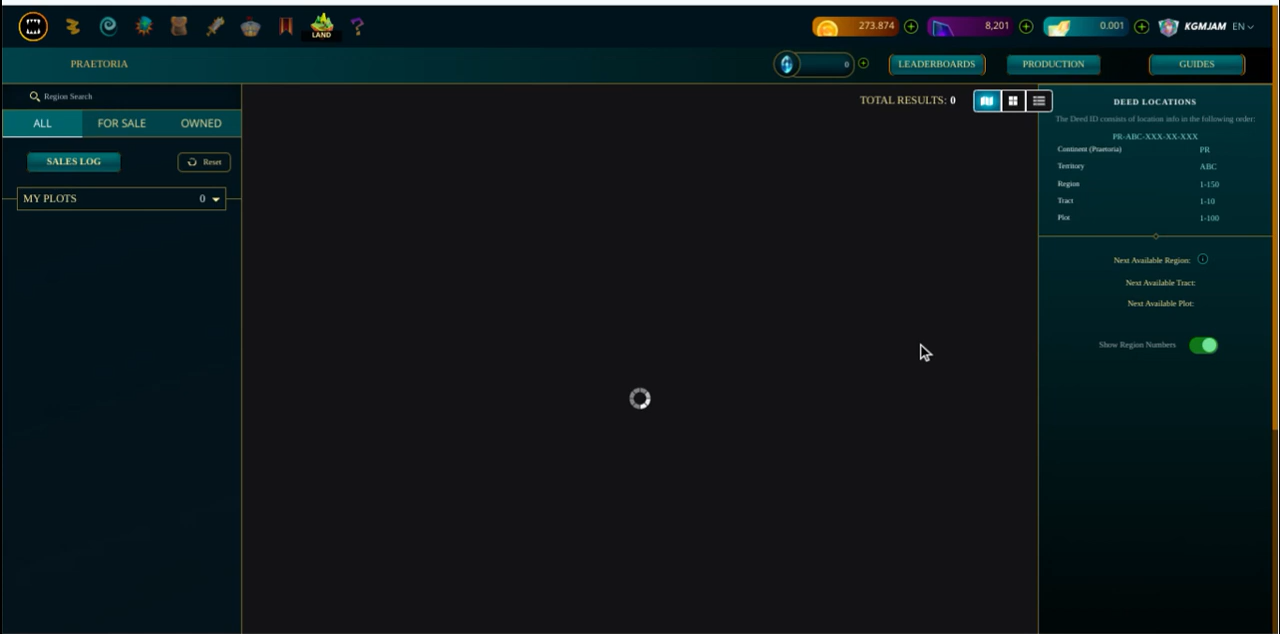 273.874
8,201
0.001
KGMJAM EN
LAND
PRAETORIA
0
LEADERBOARDS
PRODUCTION
GUIDES
Region Search
TOTAL RESULTS: 0
ALL
FOR SALE
OWNED
SALES LOG
Reset
MY PLOTS 0
DEED LOCATIONS
The Deed ID consists of location info in the following order:
PR-ABC-XXX-XX-XXX
Continent (Praetoria) PR
Territory ABC
Region 1-150
Tract 1-10
Plot 1-100
Next Available Region:
Next Available Tract:
Next Available Plot:
Show Region Numbers